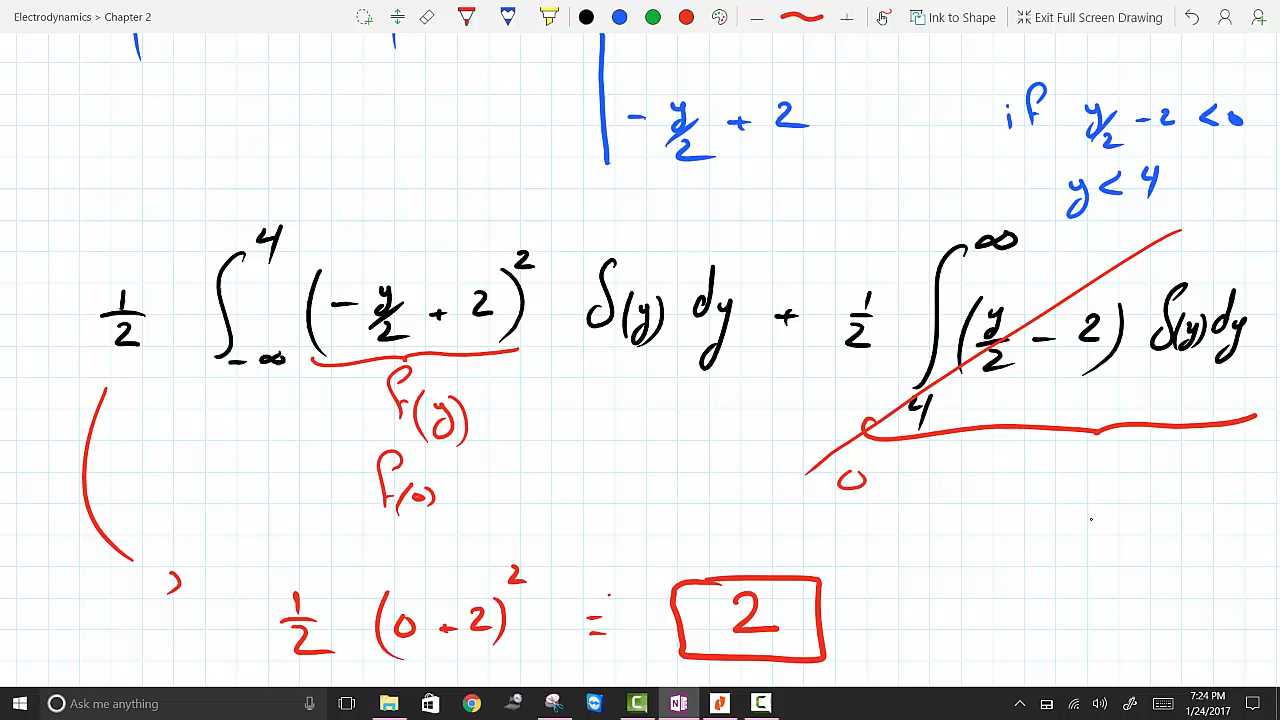 Electrodynamics > Chapter 2
Ink to Shape
Exit Full Screen Drawing
- y/2 + 2 if y/2 - 2 < 0
y < 4
1/2 ∫_{-∞}^{4} (- y/2 + 2)^2 δ(y) dy + 1/2 ∫_{4}^{∞} (y/2 - 2) δ(y) dy
f(y)
f(0) 0
1/2 (0 - 2)^2 = 2
Ask me anything
7:24 PM
1/24/2017